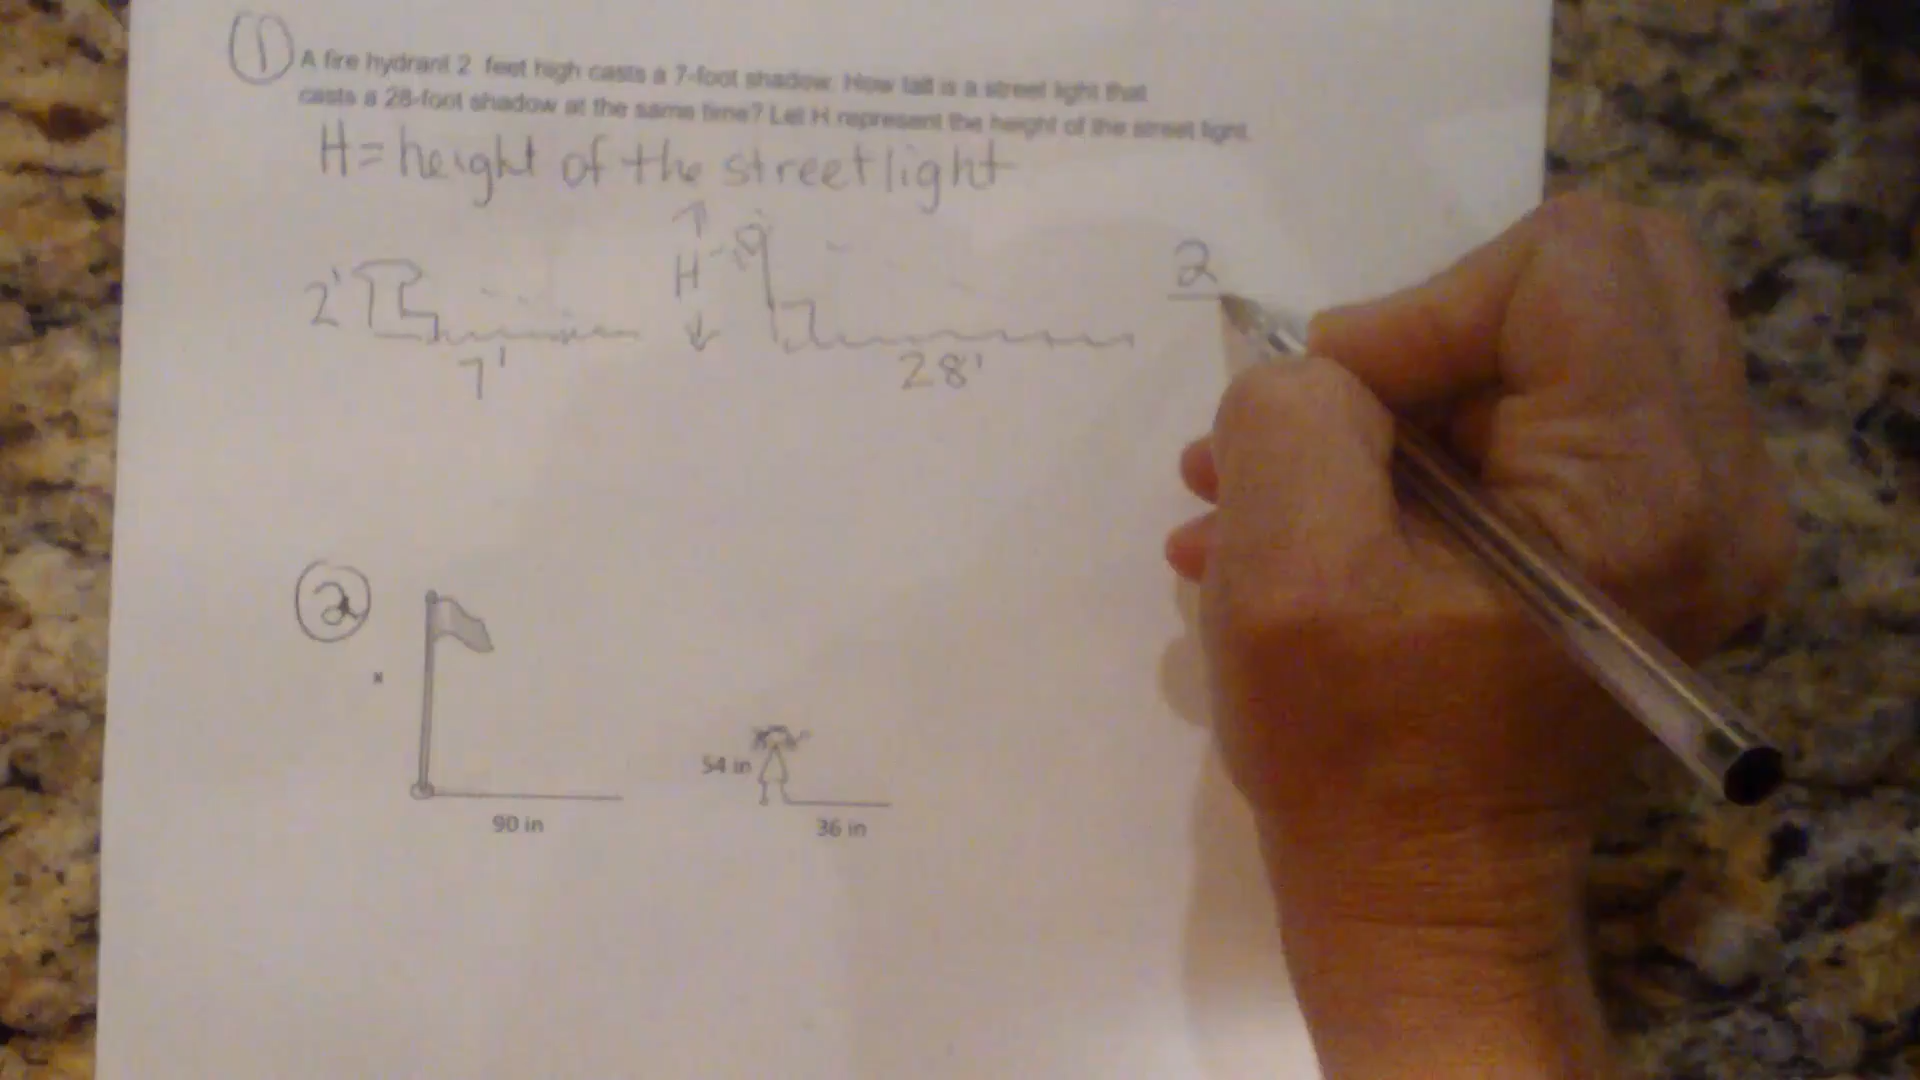 1
A fire hydrant 2 feet high casts a 7-foot shadow. How tall is a street light that
casts a 28-foot shadow at the same time? Let H represent the height of the street light.
H = height of the streetlight
2' H 2
7' 28'
2
x
54 in
90 in 36 in